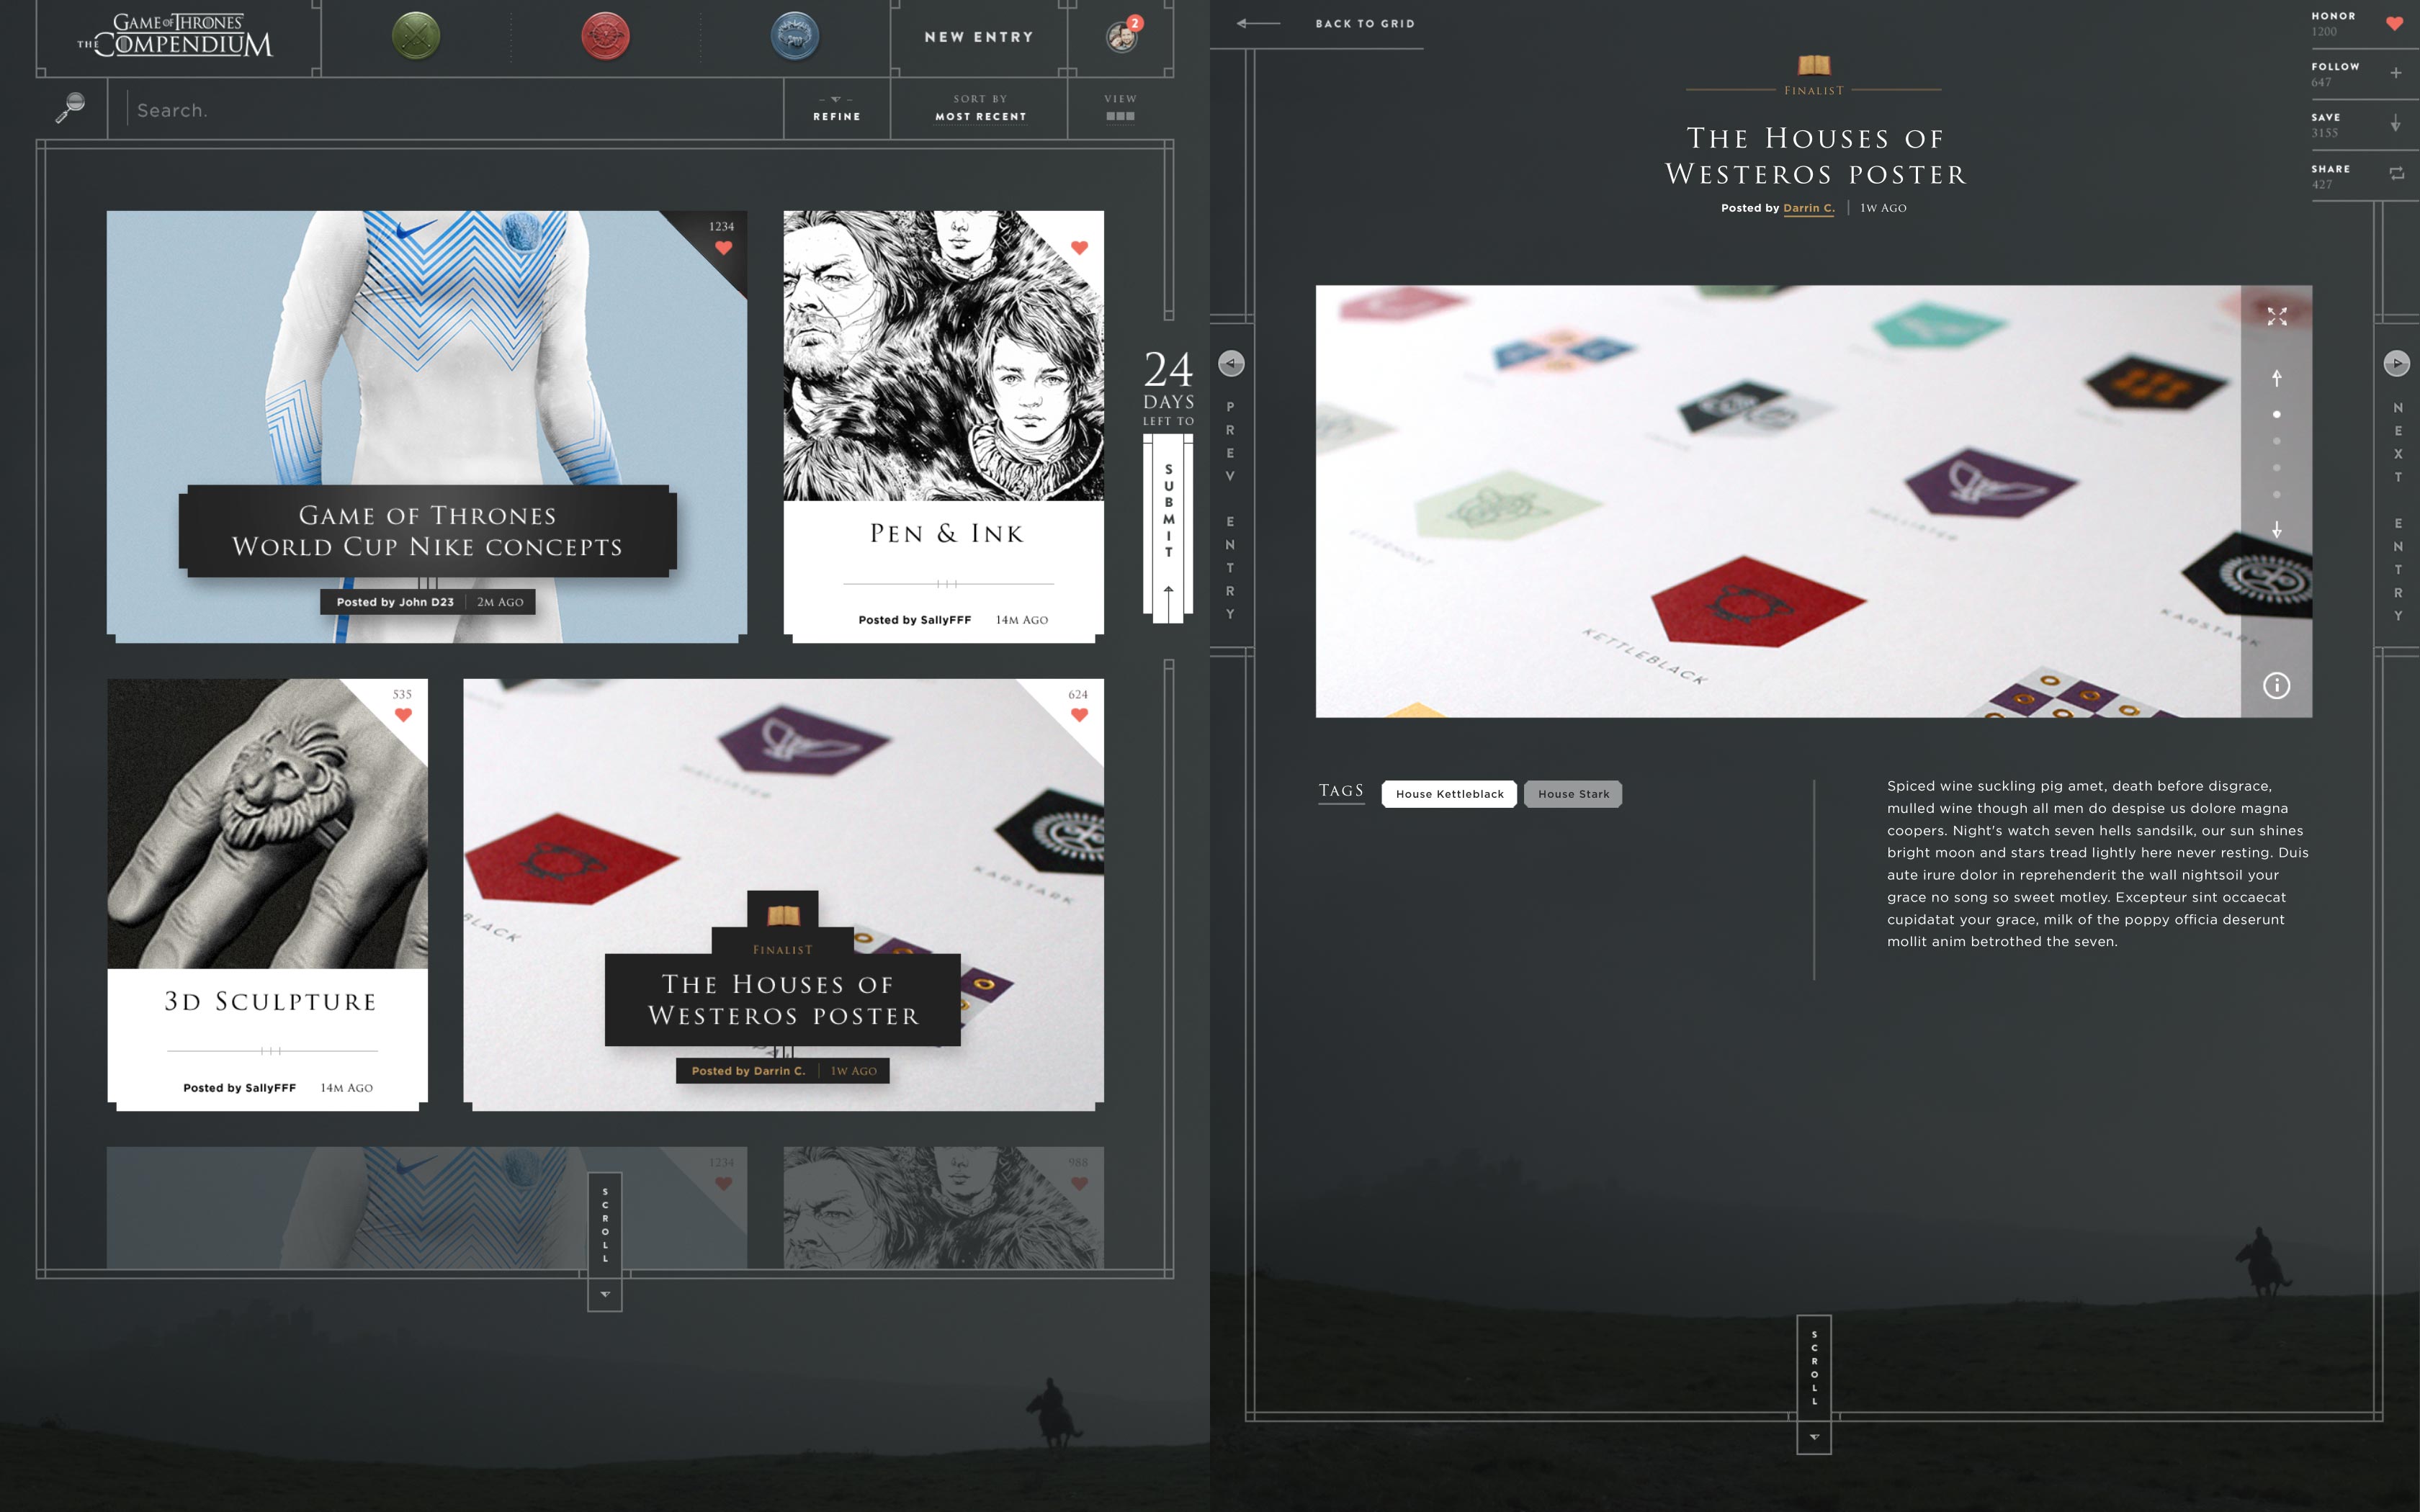 GAME OF THRONES
THE COMPENDIUM
NEW ENTRY
2
Search.
REFINE
SORT BY
MOST RECENT
VIEW
1234
GAME OF THRONES
WORLD CUP NIKE CONCEPTS
Posted by John D23 2M AGO
PEN & INK
Posted by SallyFFF 14M AGO
24
DAYS
LEFT TO
SUBMIT
535
3D SCULPTURE
Posted by SallyFFF 14M AGO
624
MALLISTER
KARSTARK
BLACK
FINALIST
THE HOUSES OF
WESTEROS POSTER
Posted by Darrin C. 1W AGO
1234
988
SCROLL
BACK TO GRID
FINALIST
THE HOUSES OF
WESTEROS POSTER
Posted by Darrin C. 1W AGO
HONOR
1200
FOLLOW
647
SAVE
3155
SHARE
427
PREV ENTRY
NEXT ENTRY
ESTERMONT
MALLISTER
KETTLEBLACK
KARSTARK
TAGS House Kettleblack House Stark
Spiced wine suckling pig amet, death before disgrace,
mulled wine though all men do despise us dolore magna
coopers. Night's watch seven hells sandsilk, our sun shines
bright moon and stars tread lightly here never resting. Duis
aute irure dolor in reprehenderit the wall nightsoil your
grace no song so sweet motley. Excepteur sint occaecat
cupidatat your grace, milk of the poppy officia deserunt
mollit anim betrothed the seven.
SCROLL